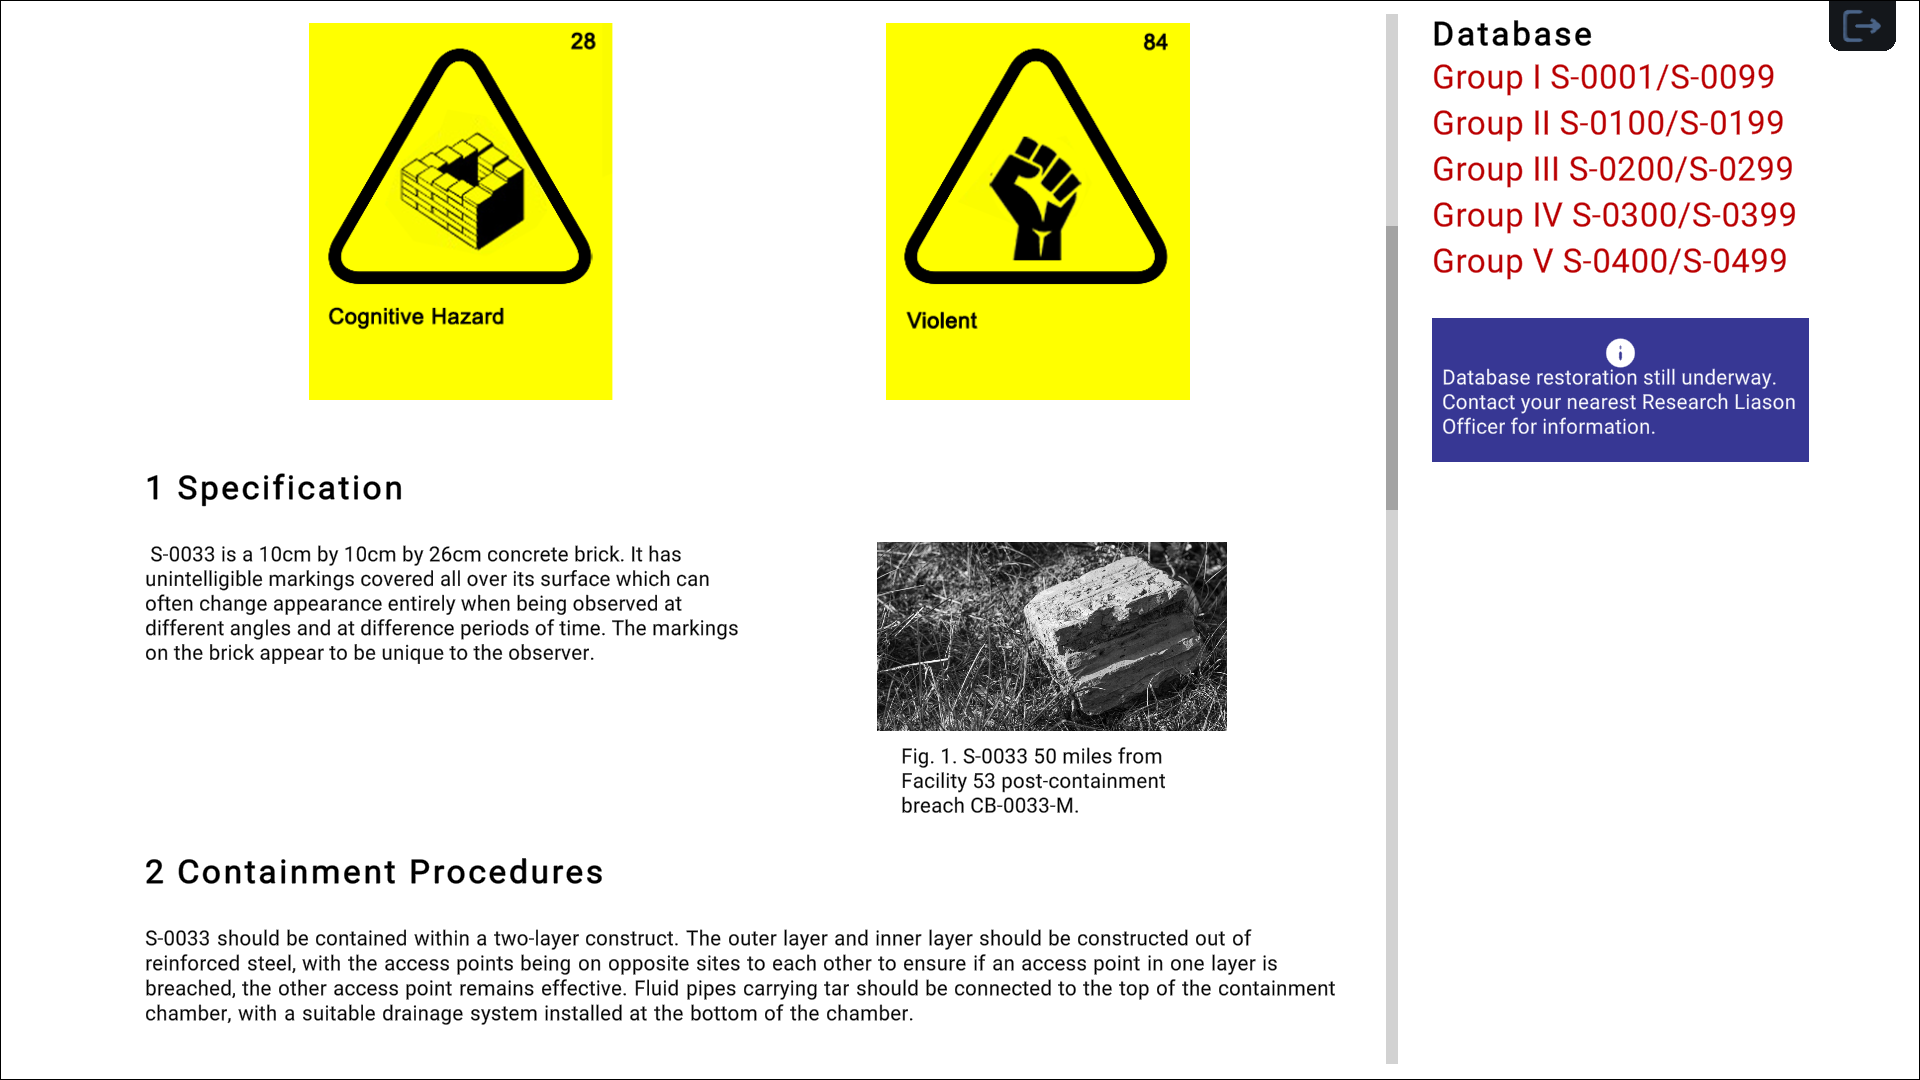 28
Cognitive Hazard
84
Violent
1 Specification
S-0033 is a 10cm by 10cm by 26cm concrete brick. It has
unintelligible markings covered all over its surface which can
often change appearance entirely when being observed at
different angles and at difference periods of time. The markings
on the brick appear to be unique to the observer.
Fig. 1. S-0033 50 miles from
Facility 53 post-containment
breach CB-0033-M.
2 Containment Procedures
S-0033 should be contained within a two-layer construct. The outer layer and inner layer should be constructed out of
reinforced steel, with the access points being on opposite sites to each other to ensure if an access point in one layer is
breached, the other access point remains effective. Fluid pipes carrying tar should be connected to the top of the containment
chamber, with a suitable drainage system installed at the bottom of the chamber.
Database
Group I S-0001/S-0099
Group II S-0100/S-0199
Group III S-0200/S-0299
Group IV S-0300/S-0399
Group V S-0400/S-0499
Database restoration still underway.
Contact your nearest Research Liason
Officer for information.